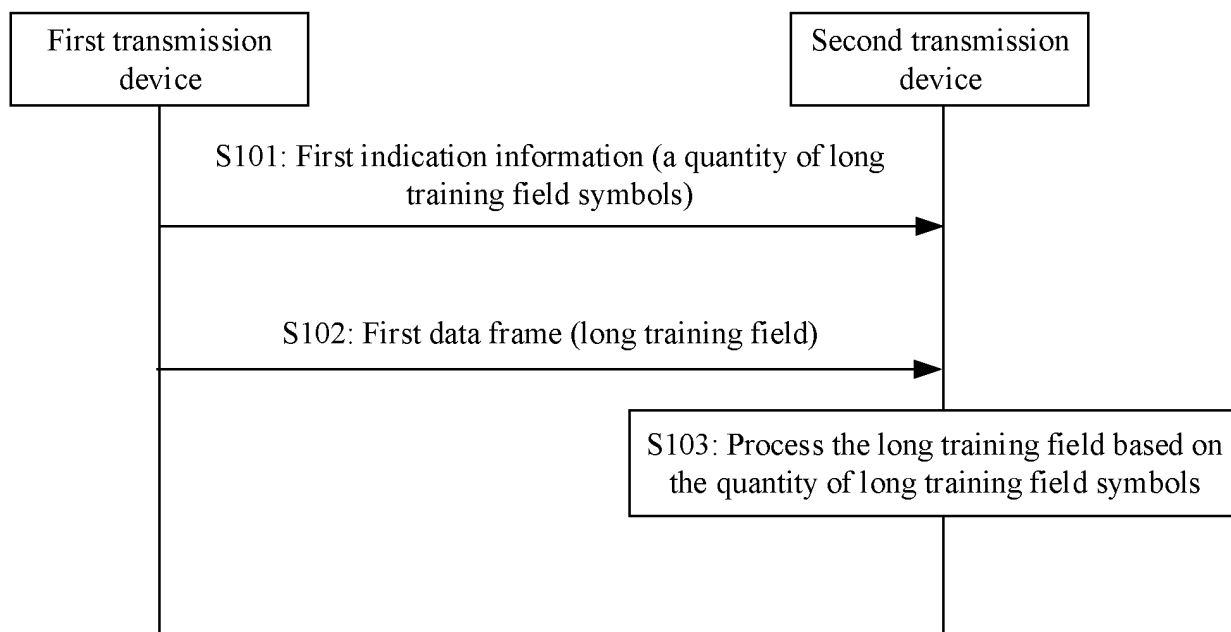 First transmission
device
Second transmission
device
S101: First indication information (a quantity of long
training field symbols)
S102: First data frame (long training field)
S103: Process the long training field based on
the quantity of long training field symbols